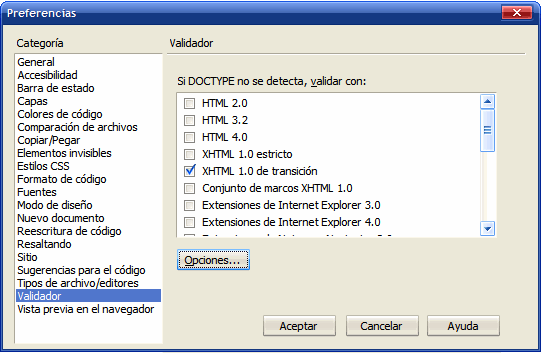 Preferencias
Categoría
Validador
General
Accesibilidad
Barra de estado
Capas
Colores de código
Comparación de archivos
Copiar/Pegar
Elementos invisibles
Estilos CSS
Formato de código
Fuentes
Modo de diseño
Nuevo documento
Reescritura de código
Resaltando
Sitio
Sugerencias para el código
Tipos de archivo/editores
Validador
Vista previa en el navegador
Si DOCTYPE no se detecta, validar con:
HTML 2.0
HTML 3.2
HTML 4.0
XHTML 1.0 estricto
XHTML 1.0 de transición
Conjunto de marcos XHTML 1.0
Extensiones de Internet Explorer 3.0
Extensiones de Internet Explorer 4.0
Opciones...
Aceptar
Cancelar
Ayuda